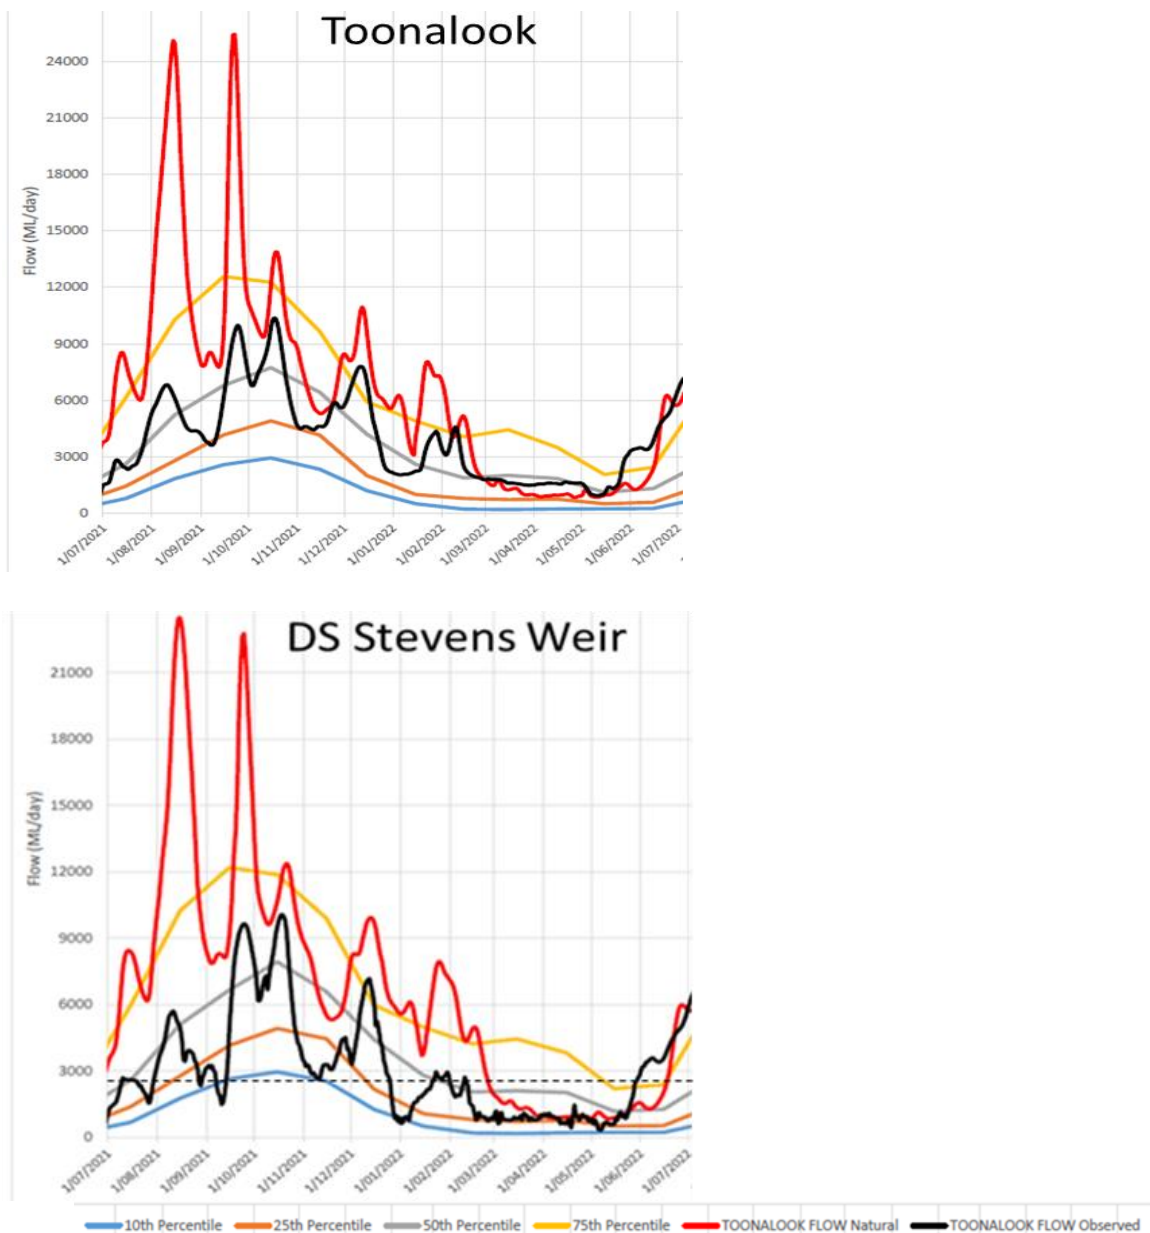 Toonalook
24000
21000
18000
15000
12000
9000
6000
3000
0
Flow (ML/day)
1/07/2021 1/08/2021 1/09/2021 1/10/2021 1/11/2021 1/12/2021 1/01/2022 1/02/2022 1/03/2022 1/04/2022 1/05/2022 1/06/2022 1/07/2022
DS Stevens Weir
21000
18000
15000
12000
9000
6000
3000
0
Flow (ML/day)
1/07/2021 1/08/2021 1/09/2021 1/10/2021 1/11/2021 1/12/2021 1/01/2022 1/02/2022 1/03/2022 1/04/2022 1/05/2022 1/06/2022 1/07/2022
10th Percentile 25th Percentile 50th Percentile 75th Percentile TOONALOOK FLOW Natural TOONALOOK FLOW Observed